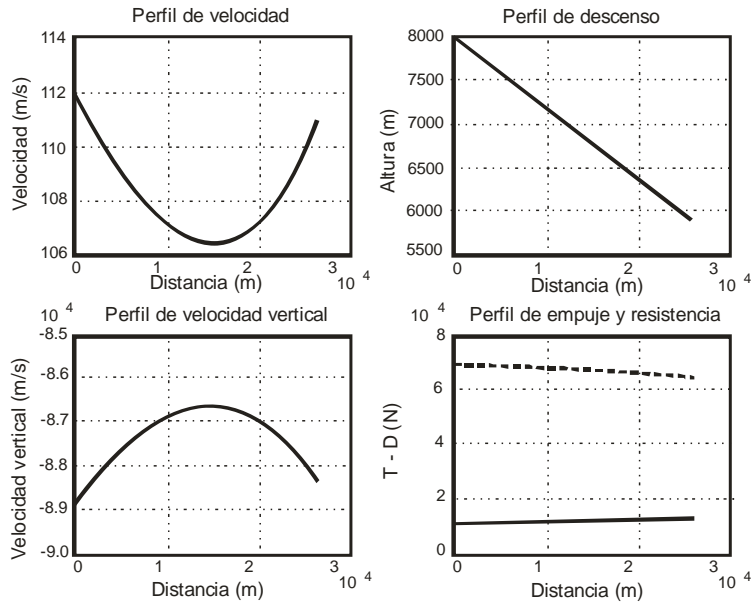 Perfil de velocidad
114
112
110
108
106
Velocidad (m/s)
0 1 2 3
Distancia (m)
10 4
Perfil de descenso
8000
7500
7000
6500
6000
5500
Altura (m)
0 1 2 3
Distancia (m)
10 4
10 4
Perfil de velocidad vertical
-8.5
-8.6
-8.7
-8.8
-8.9
-9.0
Velocidad vertical (m/s)
0 1 2 3
Distancia (m)
10 4
10 4
Perfil de empuje y resistencia
8
6
4
2
0
T - D (N)
0 1 2 3
Distancia (m)
10 4